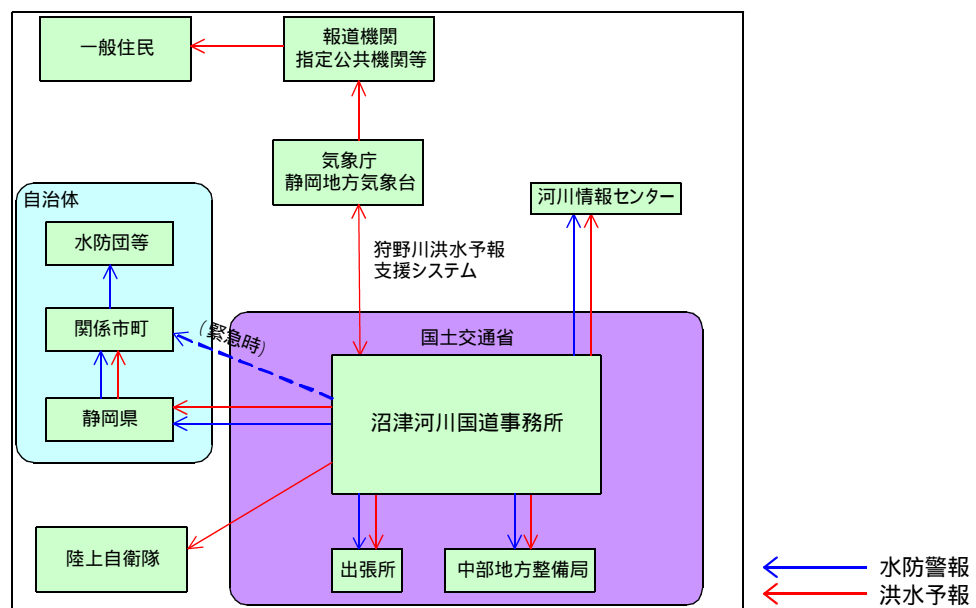 一般住民
報道機関
指定公共機関等
気象庁
静岡地方気象台
河川情報センター
自治体
水防団等
狩野川洪水予報
支援システム
関係市町
(緊急時)
国土交通省
静岡県
沼津河川国道事務所
陸上自衛隊
出張所
中部地方整備局
水防警報
洪水予報